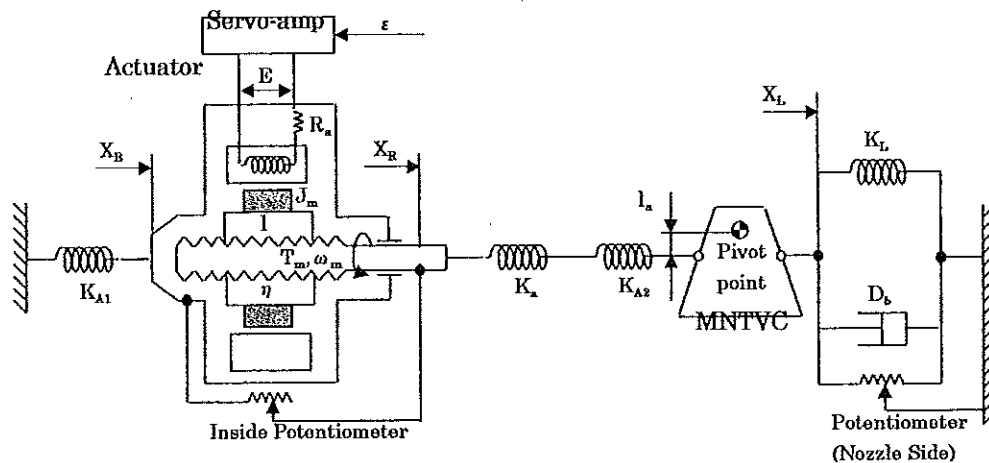 Servo-amp
ε
Actuator
E
R_a
X_B
X_R
X_L
K_L
J_m
l
l_a
T_m, ω_m
Pivot
point
K_A1
K_a
K_A2
η
MNTVC
D_b
Inside Potentiometer
Potentiometer
(Nozzle Side)